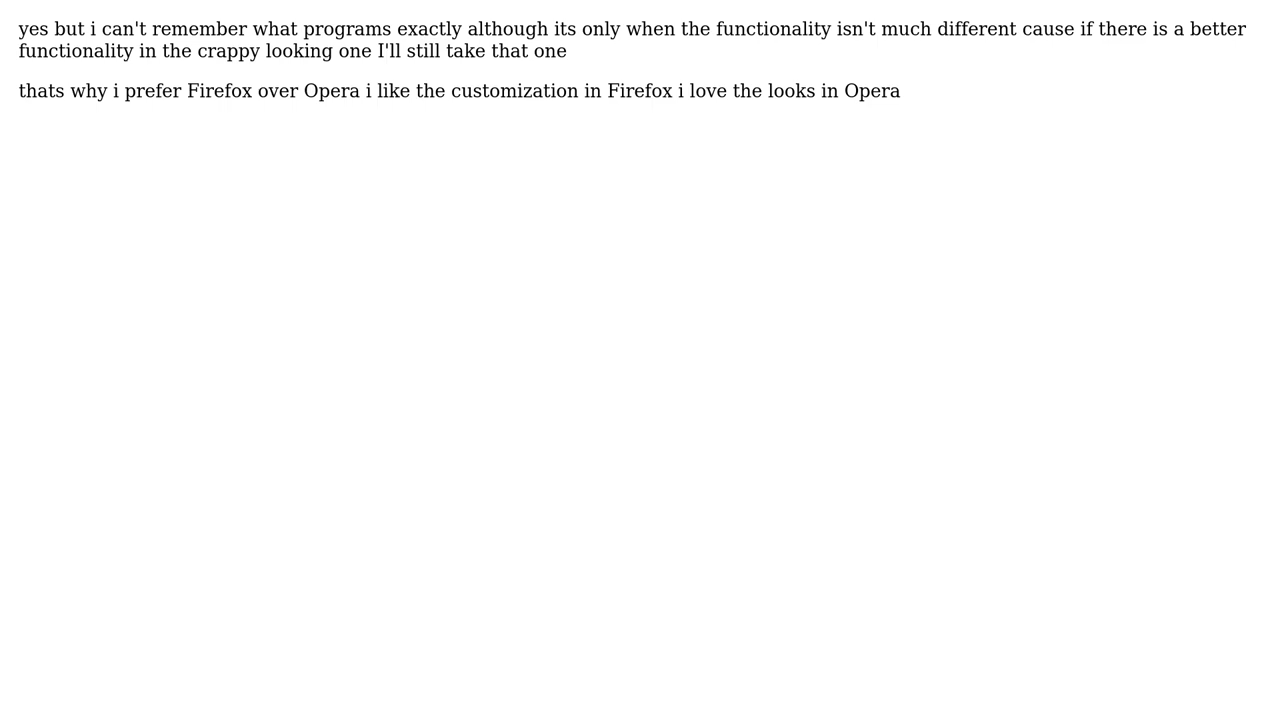 yes but i can't remember what programs exactly although its only when the functionality isn't much different cause if there is a better
functionality in the crappy looking one I'll still take that one
thats why i prefer Firefox over Opera i like the customization in Firefox i love the looks in Opera